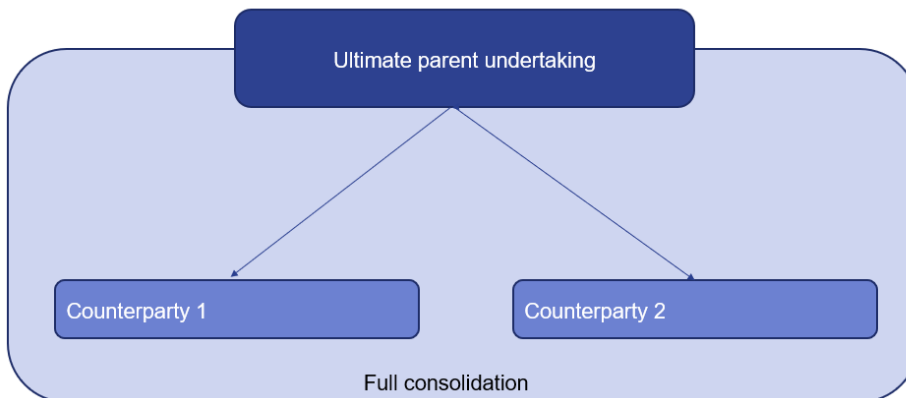 Ultimate parent undertaking
Counterparty 1
Counterparty 2
Full consolidation